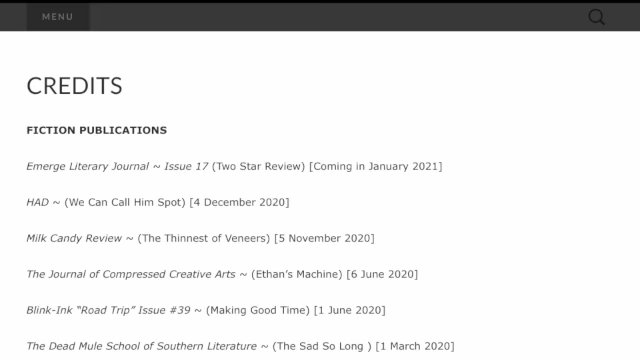 MENU
CREDITS
FICTION PUBLICATIONS
Emerge Literary Journal ~ Issue 17 (Two Star Review) [Coming in January 2021]
HAD ~ (We Can Call Him Spot) [4 December 2020]
Milk Candy Review ~ (The Thinnest of Veneers) [5 November 2020]
The Journal of Compressed Creative Arts ~ (Ethan’s Machine) [6 June 2020]
Blink-Ink “Road Trip” Issue #39 ~ (Making Good Time) [1 June 2020]
The Dead Mule School of Southern Literature ~ (The Sad So Long ) [1 March 2020]